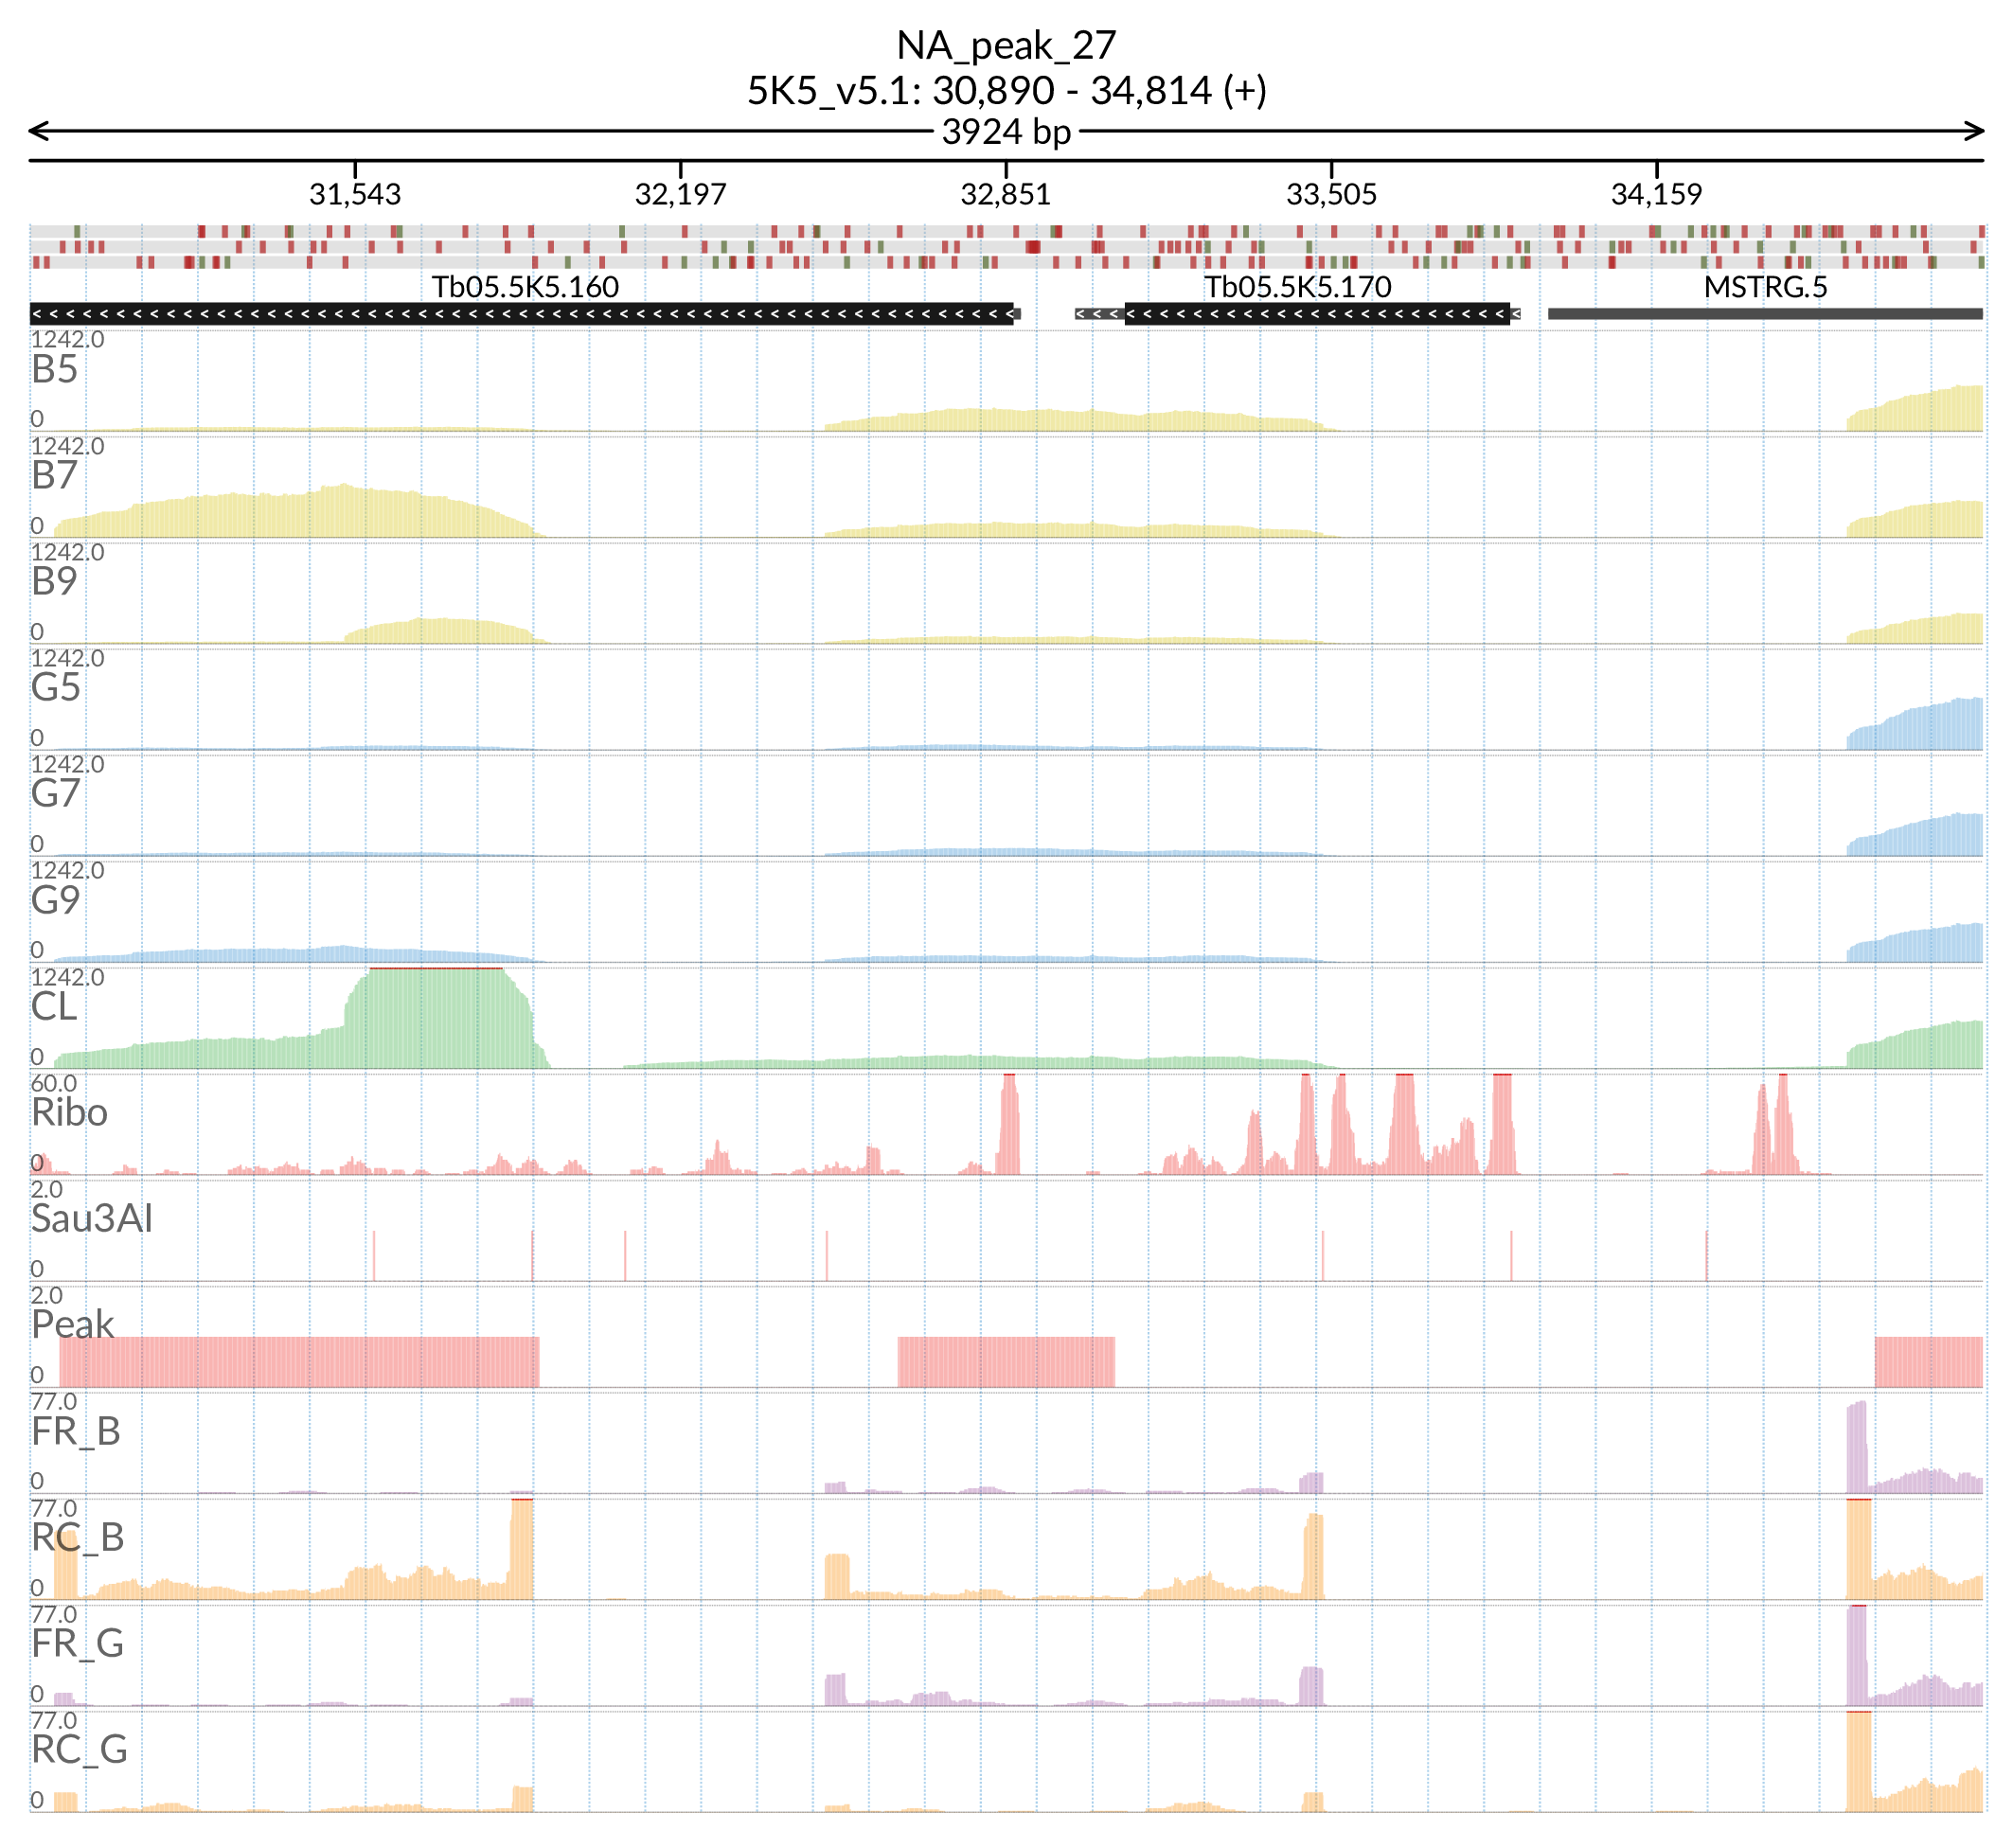 NA_peak_27
5K5_v5.1: 30,890 - 34,814 (+)
3924 bp
31,543 32,197 32,851 33,505 34,159
Tb05.5K5.160 Tb05.5K5.170 MSTRG.5
1242.0
B5
0
1242.0
B7
0
1242.0
B9
0
1242.0
G5
0
1242.0
G7
0
1242.0
G9
0
1242.0
CL
0
60.0
Ribo
0
2.0
Sau3AI
0
2.0
Peak
0
77.0
FR_B
0
77.0
RC_B
0
77.0
FR_G
0
77.0
RC_G
0